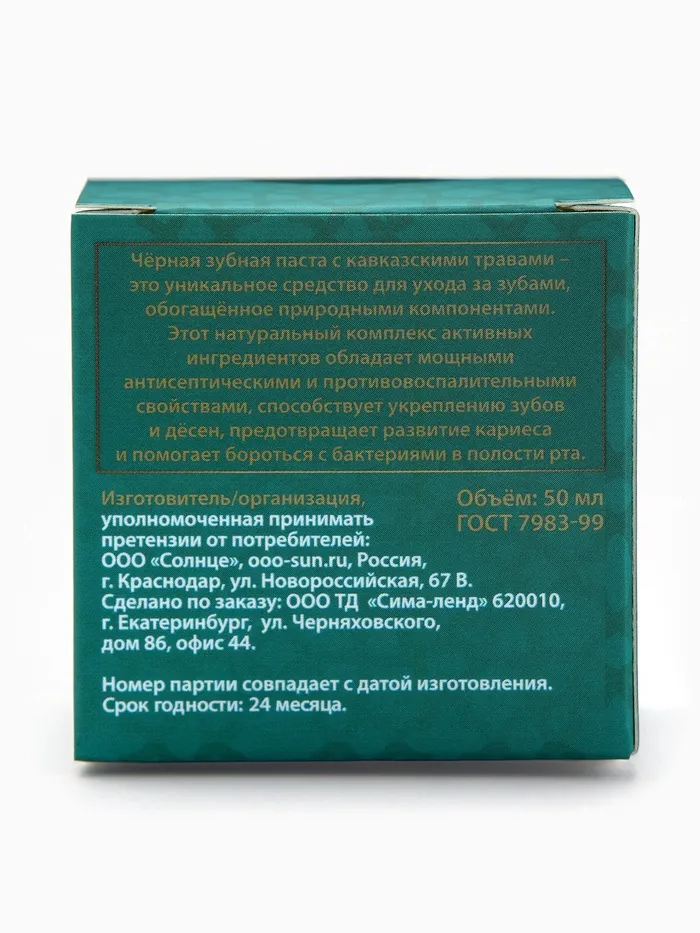 Чёрная зубная паста с кавказскими травами –
это уникальное средство для ухода за зубами,
обогащённое природными компонентами.
Этот натуральный комплекс активных
ингредиентов обладает мощными
антисептическими и противовоспалительными
свойствами, способствует укреплению зубов
и дёсен, предотвращает развитие кариеса
и помогает бороться с бактериями в полости рта.
Изготовитель/организация,
уполномоченная принимать
претензии от потребителей:
ООО «Солнце», ooo-sun.ru, Россия,
г. Краснодар, ул. Новороссийская, 67 В.
Сделано по заказу: ООО ТД «Сима-ленд» 620010,
г. Екатеринбург, ул. Черняховского,
дом 86, офис 44.
Объём: 50 мл
ГОСТ 7983-99
Номер партии совпадает с датой изготовления.
Срок годности: 24 месяца.